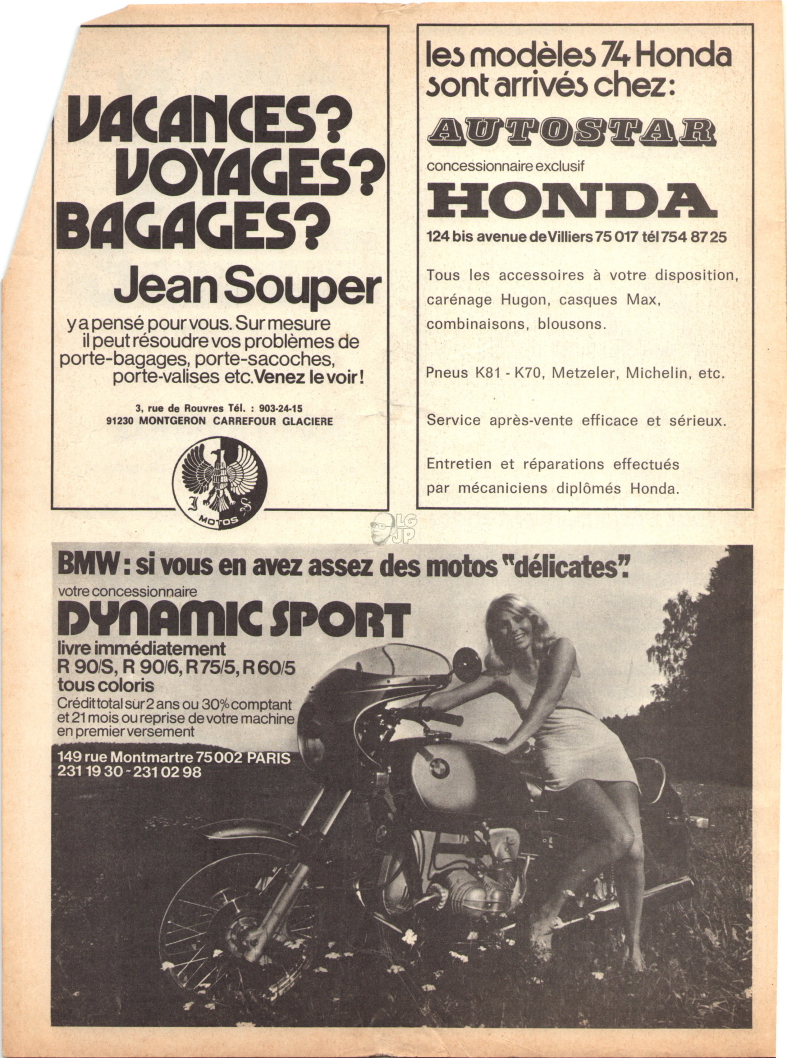 VACANCES?
VOYAGES?
BAGAGES?
Jean Souper
y a pensé pour vous. Sur mesure
il peut résoudre vos problèmes de
porte-bagages, porte-sacoches,
porte-valises etc. Venez le voir!
3, rue de Rouvres Tél. : 903-24-15
91230 MONTGERON CARREFOUR GLACIERE
J S
MOTOS
les modèles 74 Honda
sont arrivés chez:
AUTOSTAR
concessionnaire exclusif
HONDA
124 bis avenue de Villiers 75 017 tél 754 87 25
Tous les accessoires à votre disposition,
carénage Hugon, casques Max,
combinaisons, blousons.
Pneus K81 - K70, Metzeler, Michelin, etc.
Service après-vente efficace et sérieux.
Entretien et réparations effectués
par mécaniciens diplômés Honda.
LG
JP
BMW : si vous en avez assez des motos "délicates".
votre concessionnaire
DYNAMIC SPORT
livre immédiatement
R 90/S, R 90/6, R 75/5, R 60/5
tous coloris
Crédit total sur 2 ans ou 30% comptant
et 21 mois ou reprise de votre machine
en premier versement
149 rue Montmartre 75 002 PARIS
231 19 30 - 231 02 98